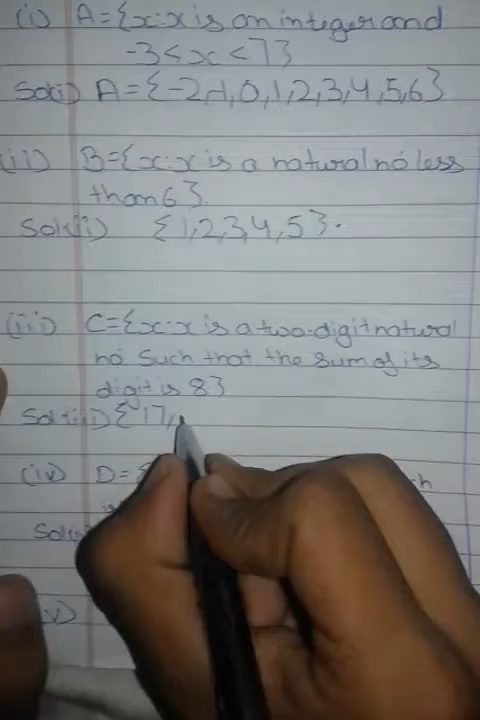 (i) A={x:x is an integer and
-3<x<7}
Sol(i) A={-2,-1,0,1,2,3,4,5,6}
(ii) B={x:x is a natural no less
than 6}.
Sol(ii) {1,2,3,4,5}.
(iii) C={x:x is a two-digit natural
no Such that the sum of its
digit is 8}
Sol(iii) {17,
(iv) D={
Sol
v)